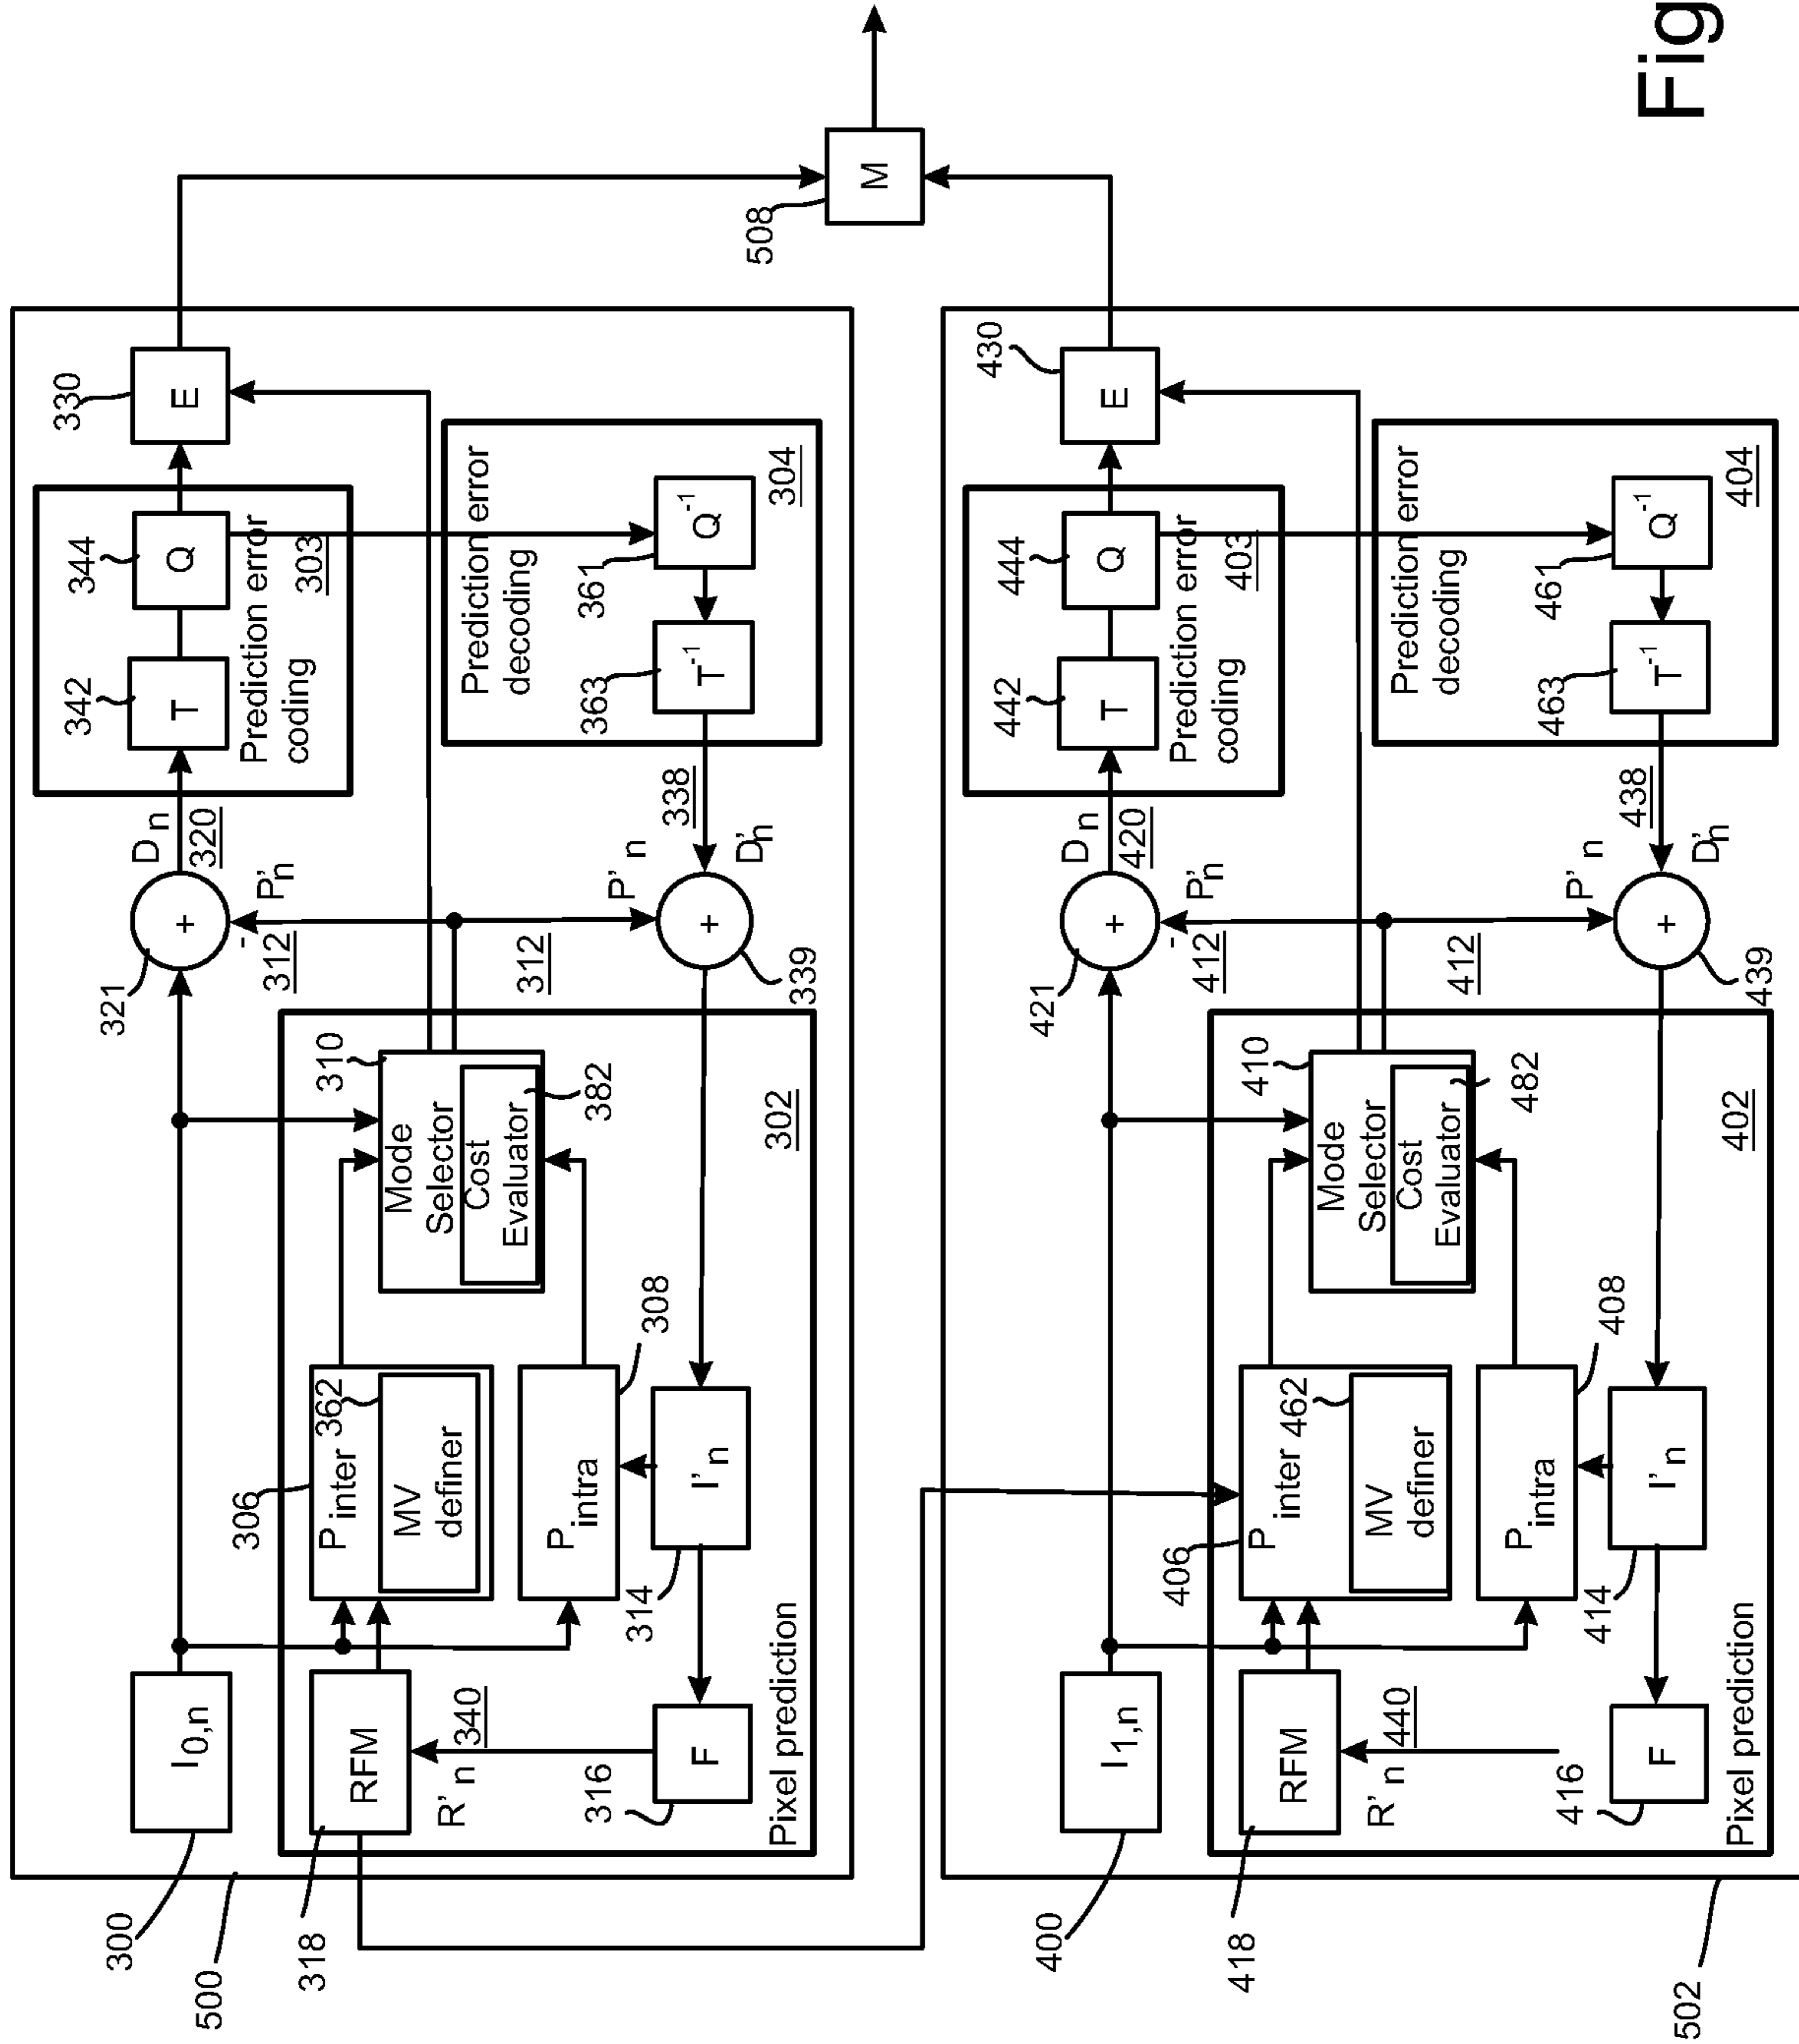 500
300
I0,n
318
RFM
R'n
340
316
F
306
Pinter
362
MV
definer
308
Pintra
314
I'n
Pixel prediction
302
310
Mode
Selector
Cost
Evaluator
382
321
+
-
312
P'n
312
P'n
339
+
Dn
320
D'n
338
342
T
344
Q
Prediction error
coding
303
330
E
Prediction error
decoding
304
363
T-1
361
Q-1
508
M
502
400
I1,n
418
RFM
R'n
440
416
F
406
Pinter
462
MV
definer
408
Pintra
414
I'n
Pixel prediction
402
410
Mode
Selector
Cost
Evaluator
482
421
+
-
412
P'n
412
P'n
439
+
Dn
420
D'n
438
442
T
444
Q
Prediction error
coding
403
430
E
Prediction error
decoding
404
463
T-1
461
Q-1
Fig